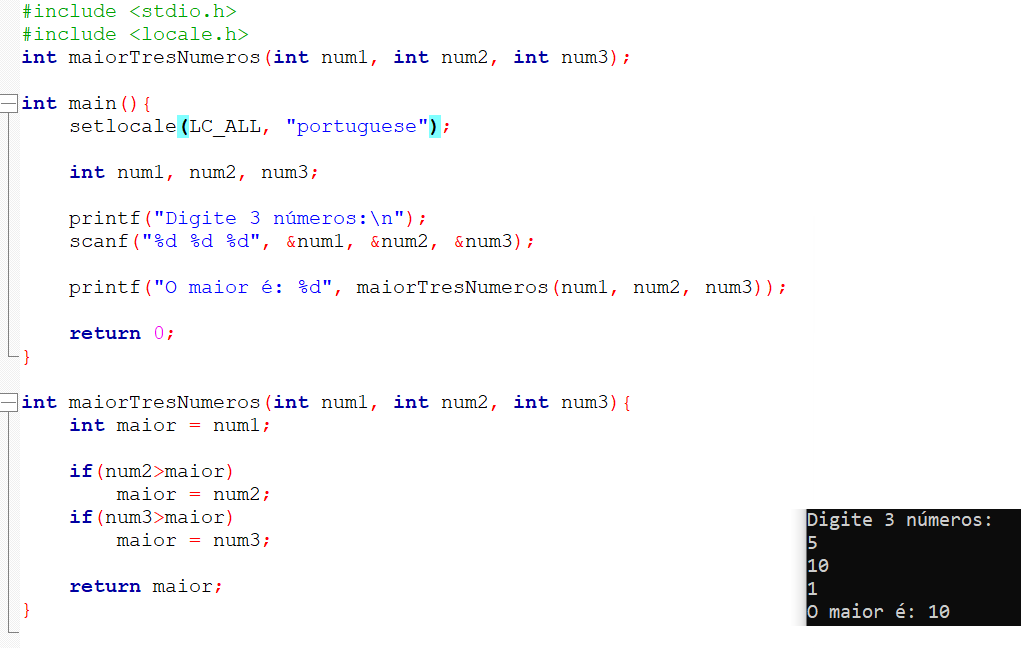 #include <stdio.h>
#include <locale.h>
int maiorTresNumeros(int num1, int num2, int num3);
int main(){
setlocale(LC_ALL, "portuguese");
int num1, num2, num3;
printf("Digite 3 números:\n");
scanf("%d %d %d", &num1, &num2, &num3);
printf("O maior é: %d", maiorTresNumeros(num1, num2, num3));
return 0;
}
int maiorTresNumeros(int num1, int num2, int num3){
int maior = num1;
if(num2>maior)
maior = num2;
if(num3>maior)
maior = num3;
return maior;
}
Digite 3 números:
5
10
1
O maior é: 10